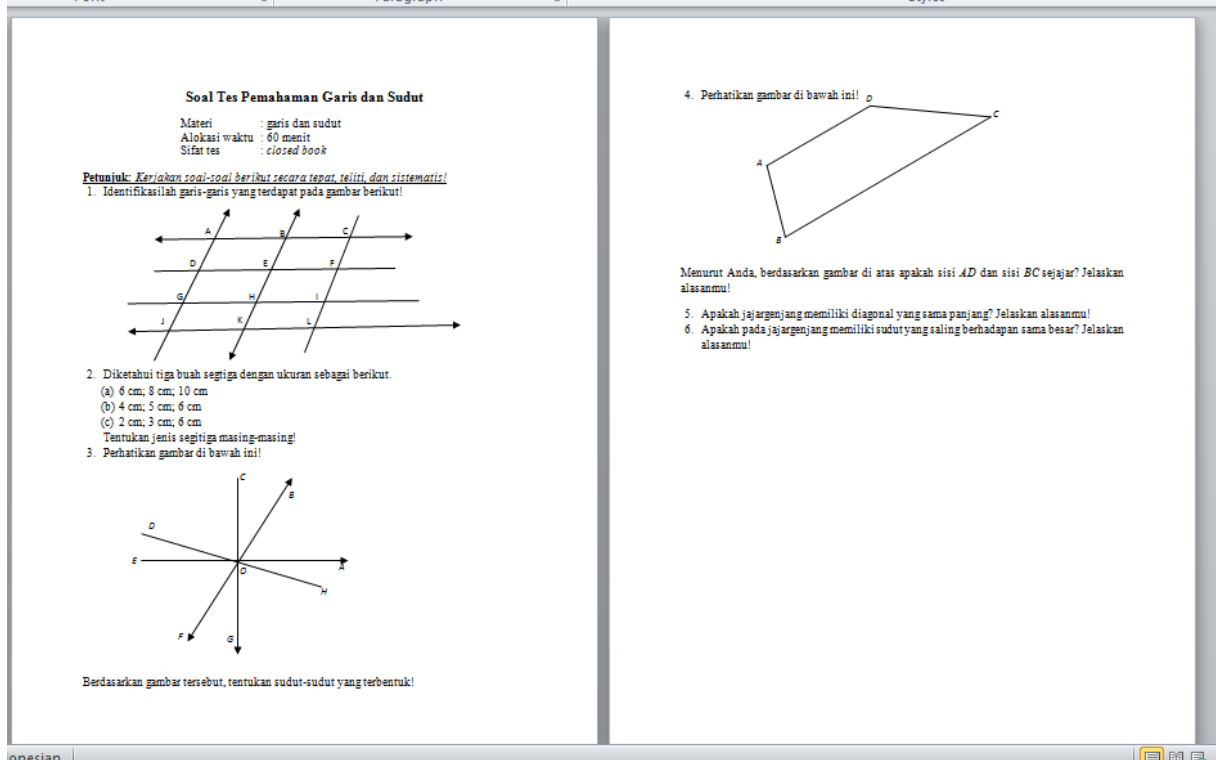 Soal Tes Pemahaman Garis dan Sudut
Materi : garis dan sudut
Alokasi waktu : 60 menit
Sifat tes : closed book
Petunjuk: Kerjakan soal-soal berikut secara tepat, teliti, dan sistematis!
1. Identifikasilah garis-garis yang terdapat pada gambar berikut!
A B C
D E F
G H I
J K L
2. Diketahui tiga buah segtiga dengan ukuran sebagai berikut.
(a) 6 cm; 8 cm; 10 cm
(b) 4 cm; 5 cm; 6 cm
(c) 2 cm; 3 cm; 6 cm
Tentukan jenis segitiga masing-masing!
3. Perhatikan gambar di bawah ini!
C
B
D
E
A
O
H
F
G
Berdasarkan gambar tersebut, tentukan sudut-sudut yang terbentuk!
4. Perhatikan gambar di bawah ini!
D
C
A
B
Menurut Anda, berdasarkan gambar di atas apakah sisi AD dan sisi BC sejajar? Jelaskan
alasanmu!
5. Apakah jajargenjang memiliki diagonal yang sama panjang? Jelaskan alasanmu!
6. Apakah pada jajargenjang memiliki sudut yang saling berhadapan sama besar? Jelaskan
alasanmu!